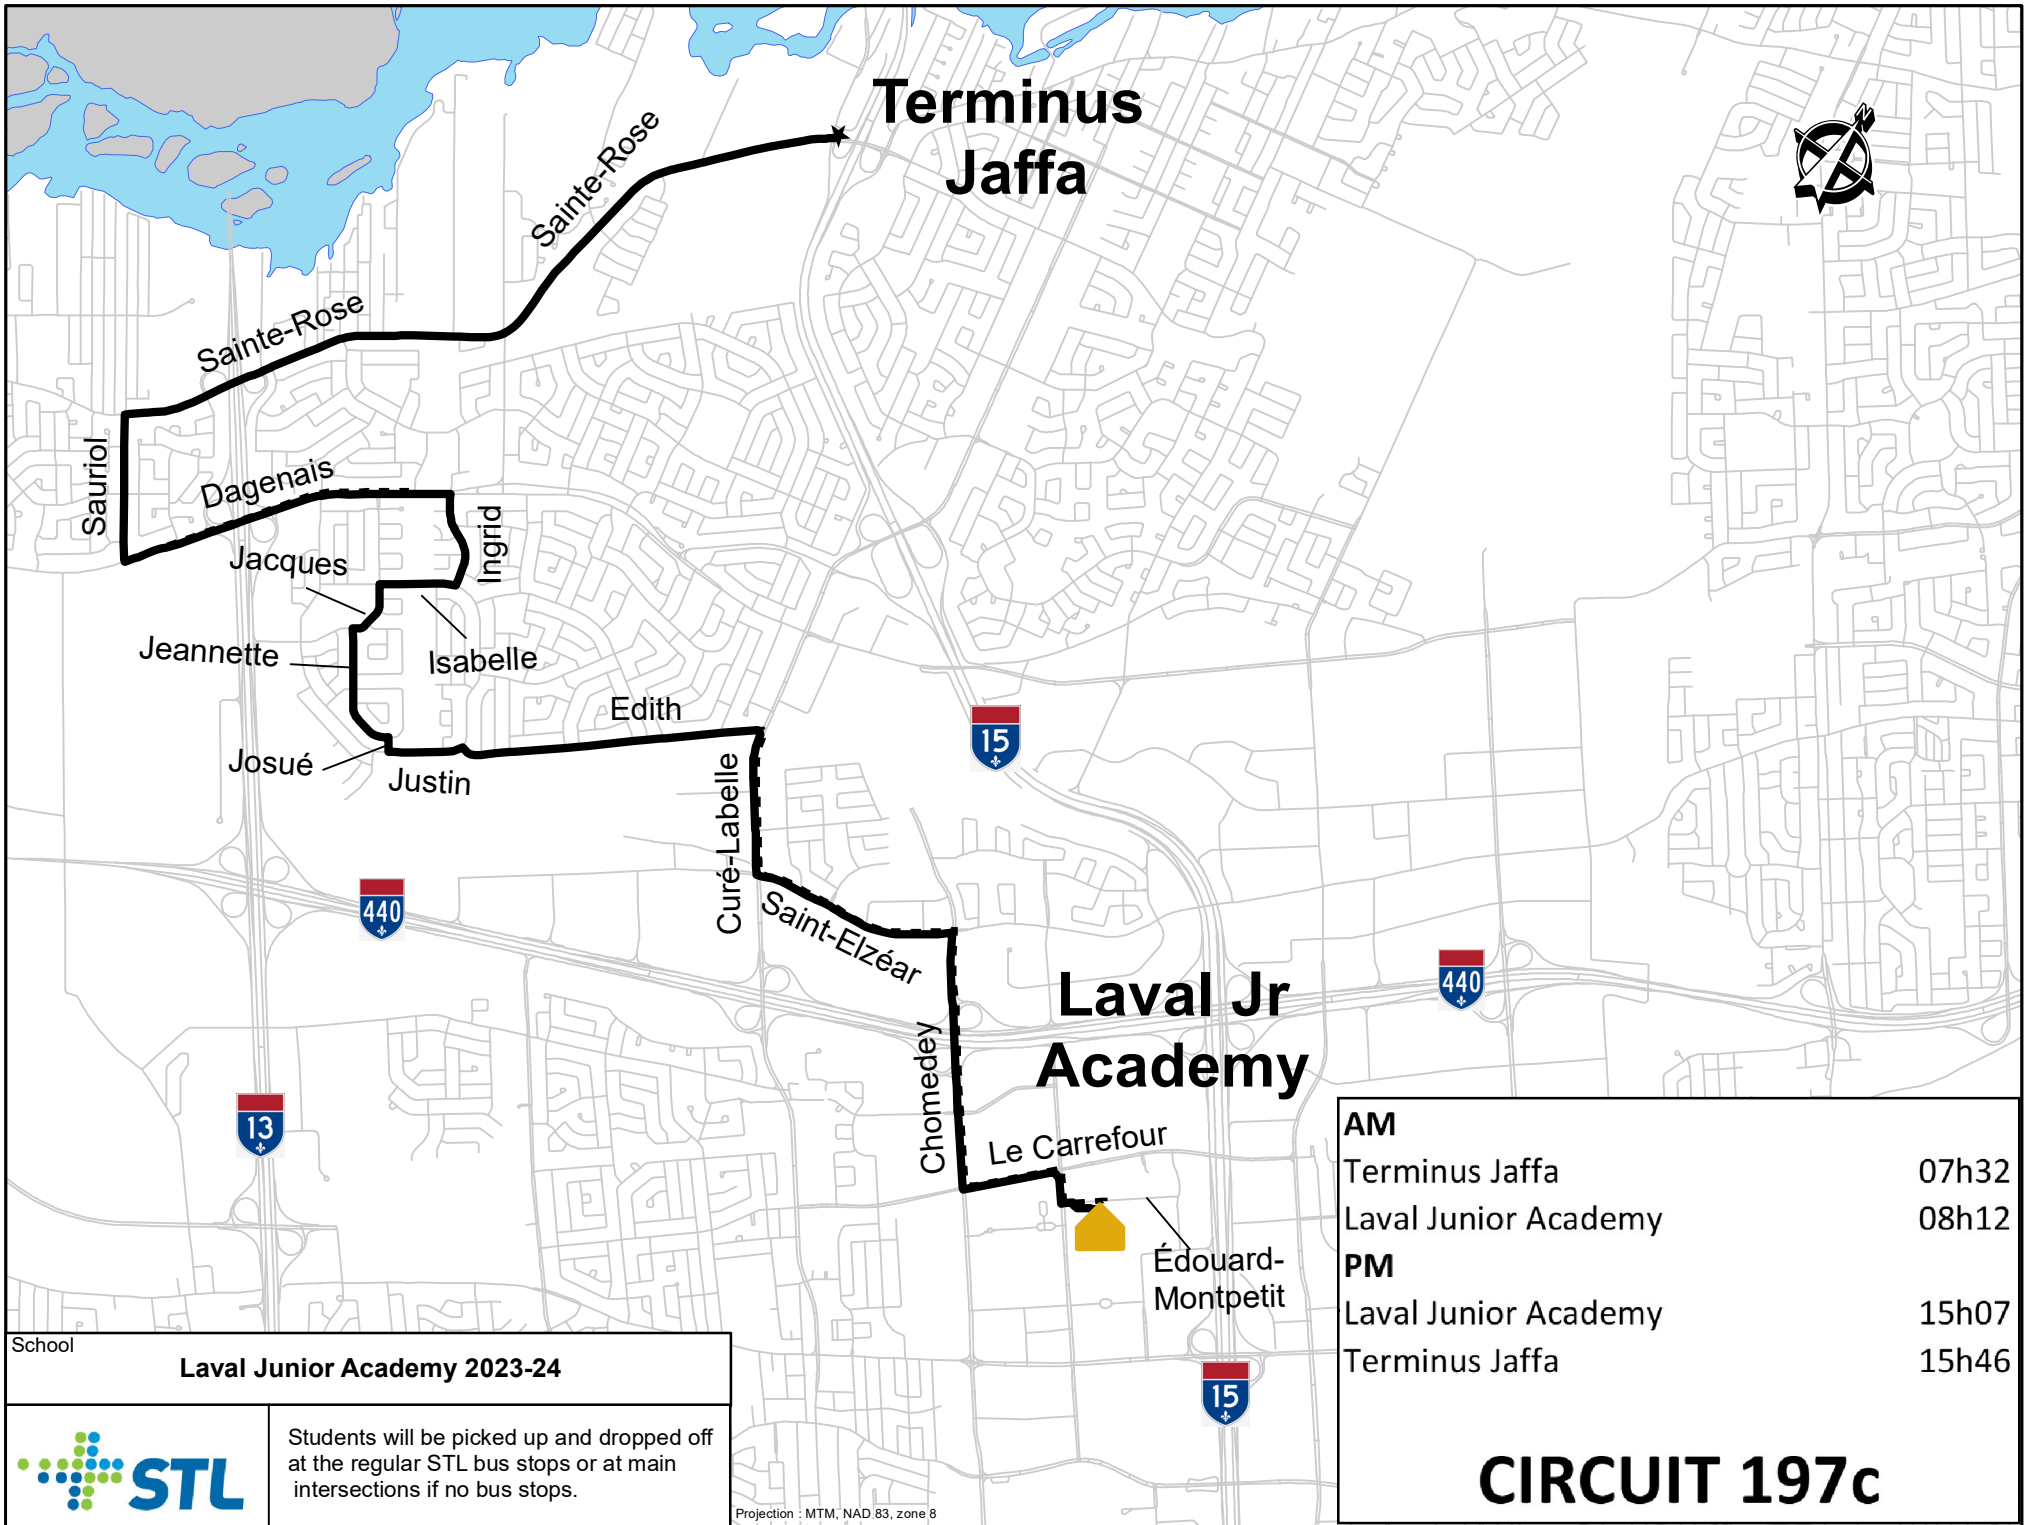 Terminus
Jaffa
N
Sainte-Rose
Sainte-Rose
Sauriol
Dagenais
Ingrid
Jacques
Jeannette
Isabelle
Edith
Josué
Justin
15
Curé-Labelle
440
Saint-Elzéar
Laval Jr
Academy
440
Chomedey
13
Le Carrefour
Édouard-
Montpetit
15
AM
Terminus Jaffa 07h32
Laval Junior Academy 08h12
PM
Laval Junior Academy 15h07
Terminus Jaffa 15h46
CIRCUIT 197c
School
Laval Junior Academy 2023-24
STL
Students will be picked up and dropped off
at the regular STL bus stops or at main
intersections if no bus stops.
Projection : MTM, NAD 83, zone 8